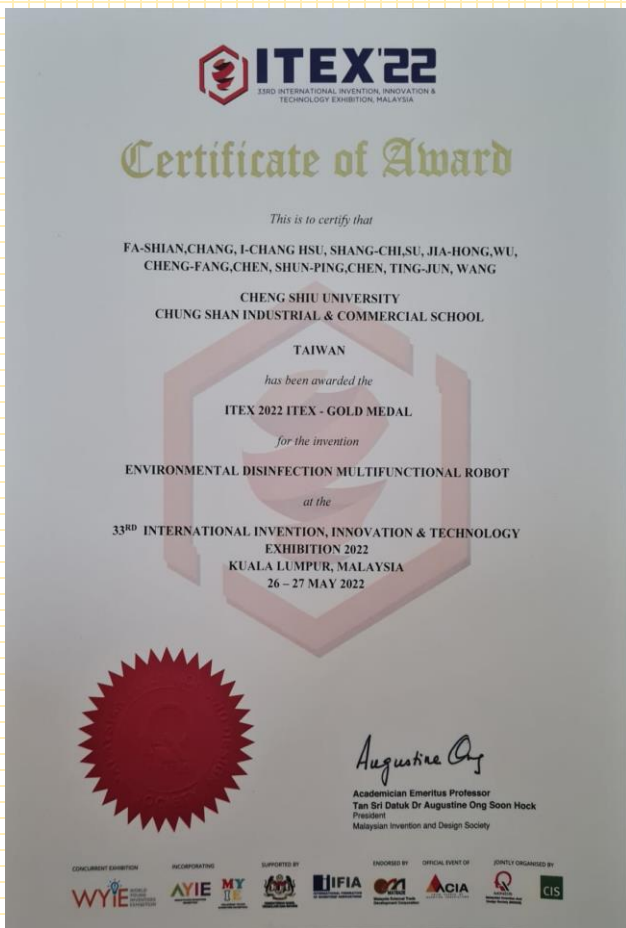 ITEX'22
33RD INTERNATIONAL INVENTION, INNOVATION &
TECHNOLOGY EXHIBITION, MALAYSIA
Certificate of Award
This is to certify that
FA-SHIAN,CHANG, I-CHANG HSU, SHANG-CHI,SU, JIA-HONG,WU,
CHENG-FANG,CHEN, SHUN-PING,CHEN, TING-JUN, WANG
CHENG SHIU UNIVERSITY
CHUNG SHAN INDUSTRIAL & COMMERCIAL SCHOOL
TAIWAN
has been awarded the
ITEX 2022 ITEX - GOLD MEDAL
for the invention
ENVIRONMENTAL DISINFECTION MULTIFUNCTIONAL ROBOT
at the
33RD INTERNATIONAL INVENTION, INNOVATION & TECHNOLOGY
EXHIBITION 2022
KUALA LUMPUR, MALAYSIA
26 – 27 MAY 2022
Augustine Ong
Academician Emeritus Professor
Tan Sri Datuk Dr Augustine Ong Soon Hock
President
Malaysian Invention and Design Society
CONCURRENT EXHIBITION INCORPORATING SUPPORTED BY ENDORSED BY OFFICIAL EVENT OF JOINTLY ORGANISED BY
WYIE WORLD YOUNG INVENTORS EXHIBITION AYIE MY IE IFIA ACIA CIS